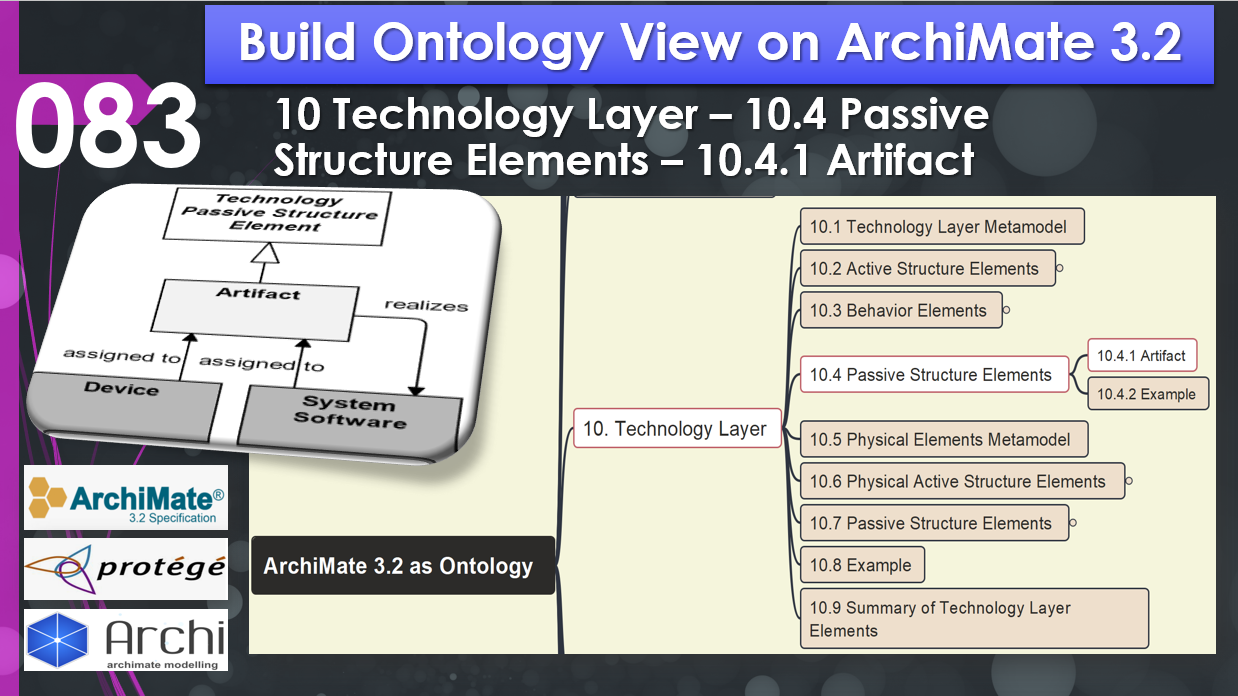 Build Ontology View on ArchiMate 3.2
083
10 Technology Layer – 10.4 Passive
Structure Elements – 10.4.1 Artifact
Technology
Passive Structure
Element
Artifact
realizes
assigned to
assigned to
Device
System
Software
ArchiMate®
3.2 Specification
protégé
Archi
archimate modelling
ArchiMate 3.2 as Ontology
10. Technology Layer
10.1 Technology Layer Metamodel
10.2 Active Structure Elements
10.3 Behavior Elements
10.4 Passive Structure Elements
10.4.1 Artifact
10.4.2 Example
10.5 Physical Elements Metamodel
10.6 Physical Active Structure Elements
10.7 Passive Structure Elements
10.8 Example
10.9 Summary of Technology Layer
Elements